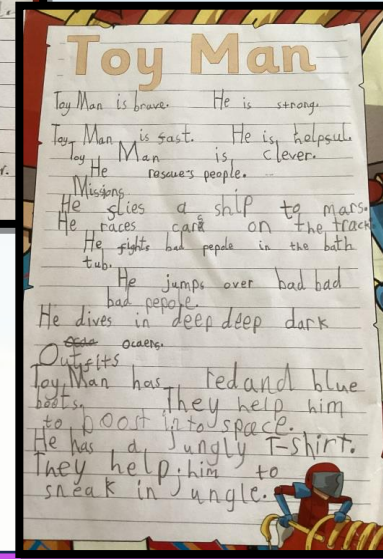 Toy Man
Toy Man is brave. He is strong.
Toy Man is fast. He is helpful.
Toy Man is clever.
He rascue's people.
Missions
He flies a ship to mars.
He races cars on the track
He fights bad pepole in the bath
tub.
He jumps over bad bad
bad pepole.
He dives in deep deep dark
ocaers.
Outfits
Toy Man has red and blue
boots. They help him
to boost into space.
He has a jungly T-shirt.
They help him to
sneak in jungle.